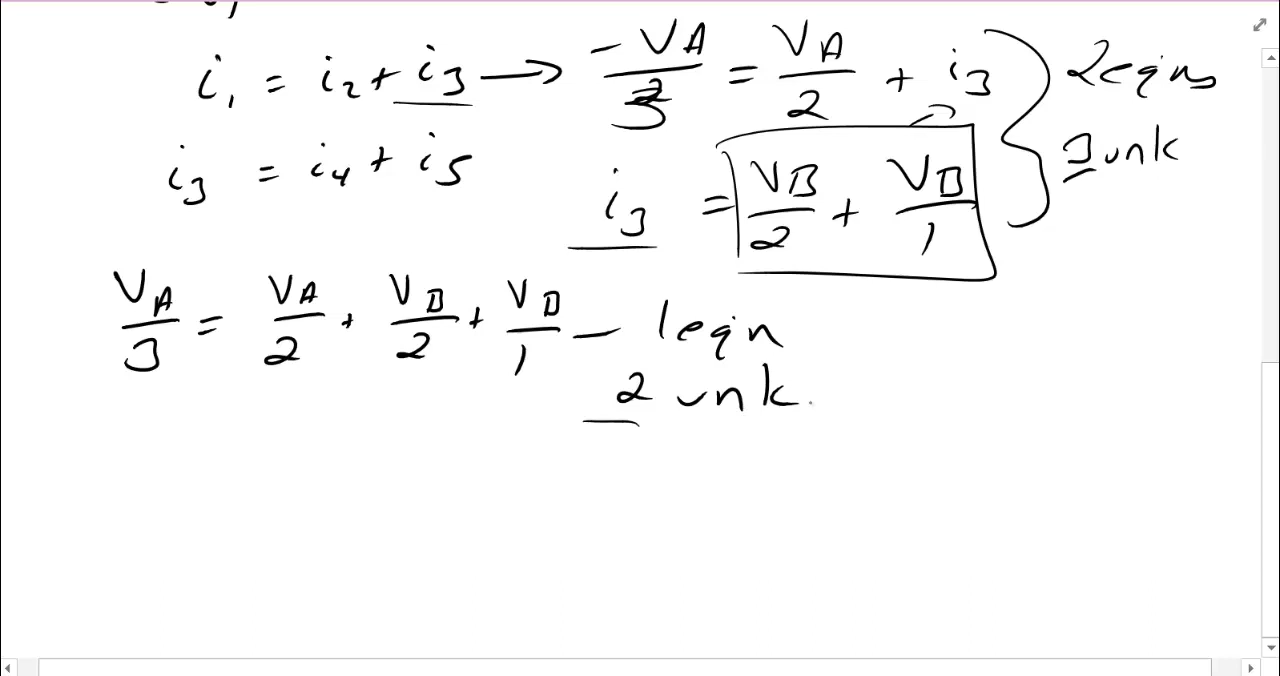 i1 = i2 + i3 → -VA/3 = VA/2 + i3 } 2 eqns
i3 = i4 + i5
3 unk
i3 = VB/2 + VB/1
VA/3 = VA/2 + VB/2 + VB/1 – 1 eqn
2 unk.